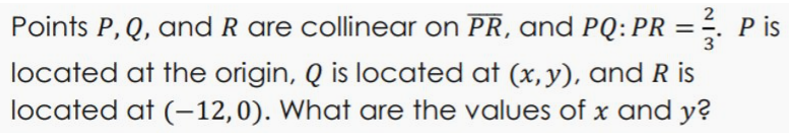 Points P, Q, and R are collinear on \overline{PR}, and PQ: PR = \frac{2}{3}. P is
located at the origin, Q is located at (x, y), and R is
located at (−12, 0). What are the values of x and y?